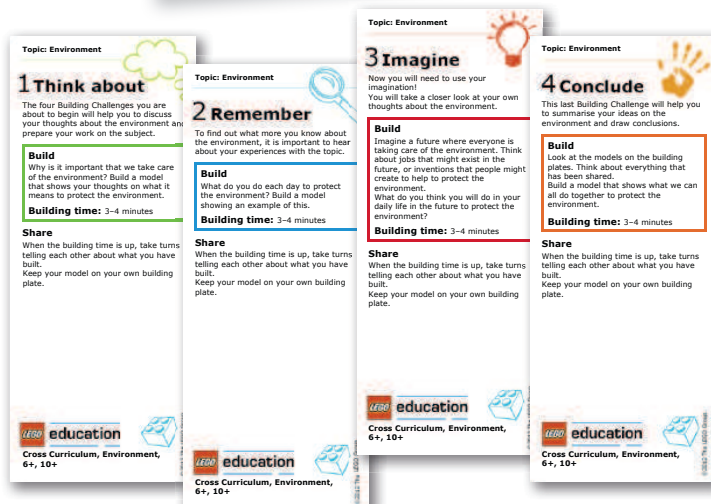 Topic: Environment
1 Think about
The four Building Challenges you are
about to begin will help you to discuss
your thoughts about the environment and
prepare your work on the subject.
Build
Why is it important that we take care
of the environment? Build a model
that shows your thoughts on what it
means to protect the environment.
Building time: 3–4 minutes
Share
When the building time is up, take turns
telling each other about what you have
built.
Keep your model on your own building
plate.
LEGO education
Cross Curriculum, Environment,
6+, 10+
Topic: Environment
2 Remember
To find out what more you know about
the environment, it is important to hear
about your experiences with the topic.
Build
What do you do each day to protect
the environment? Build a model
showing an example of this.
Building time: 3–4 minutes
Share
When the building time is up, take turns
telling each other about what you have
built.
Keep your model on your own building
plate.
LEGO education
Cross Curriculum, Environment,
6+, 10+
©2012 The LEGO Group.
Topic: Environment
3 Imagine
Now you will need to use your
imagination!
You will take a closer look at your own
thoughts about the environment.
Build
Imagine a future where everyone is
taking care of the environment. Think
about jobs that might exist in the
future, or inventions that people might
create to help to protect the
environment.
What do you think you will do in your
daily life in the future to protect the
environment?
Building time: 3–4 minutes
Share
When the building time is up, take turns
telling each other about what you have
built.
Keep your model on your own building
plate.
LEGO education
Cross Curriculum, Environment,
6+, 10+
Topic: Environment
4 Conclude
This last Building Challenge will help you
to summarise your ideas on the
environment and draw conclusions.
Build
Look at the models on the building
plates. Think about everything that
has been shared.
Build a model that shows what we can
all do together to protect the
environment.
Building time: 3–4 minutes
Share
When the building time is up, take turns
telling each other about what you have
built.
Keep your model on your own building
plate.
LEGO education
Cross Curriculum, Environment,
6+, 10+
©2012 The LEGO Group.